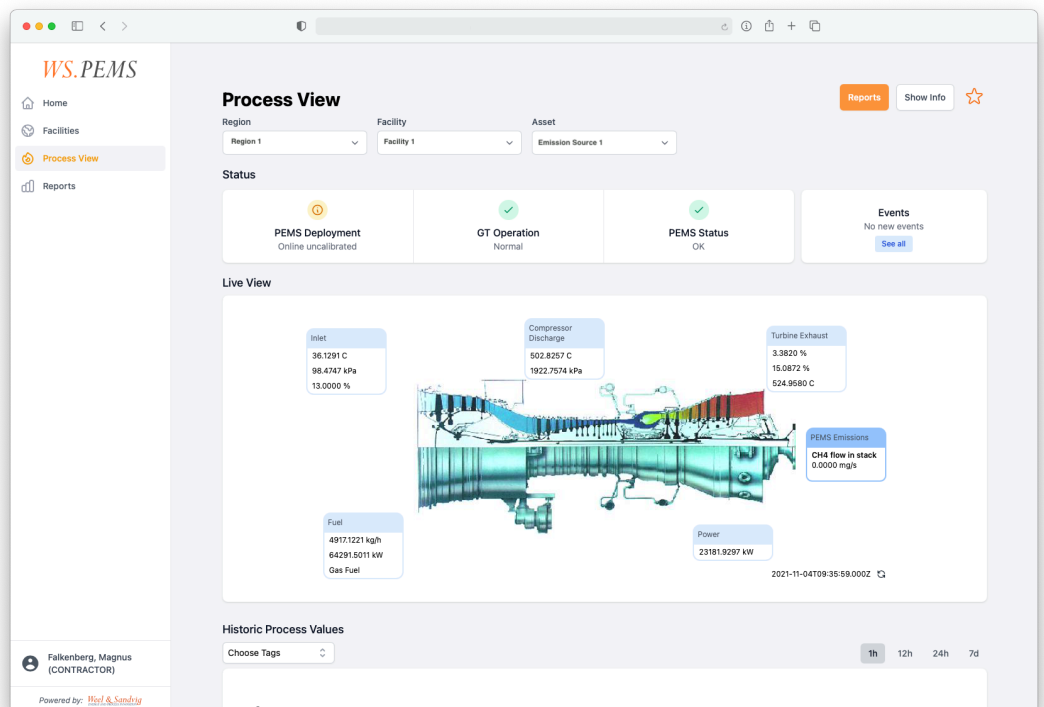 WS.PEMS
Home
Facilities
Process View
Reports
Falkenberg, Magnus
(CONTRACTOR)
Powered by: Weel & Sandvig
Process View
Reports
Show Info
Region
Facility
Asset
Region 1
Facility 1
Emission Source 1
Status
PEMS Deployment
Online uncalibrated
GT Operation
Normal
PEMS Status
OK
Events
No new events
See all
Live View
Inlet
36.1291 C
98.4747 kPa
13.0000 %
Compressor
Discharge
502.8257 C
1922.7574 kPa
Turbine Exhaust
3.3820 %
15.0872 %
524.9580 C
PEMS Emissions
CH4 flow in stack
0.0000 mg/s
Fuel
4917.1221 kg/h
64291.5011 kW
Gas Fuel
Power
23181.9297 kW
2021-11-04T09:35:59.000Z
Historic Process Values
Choose Tags
1h
12h
24h
7d